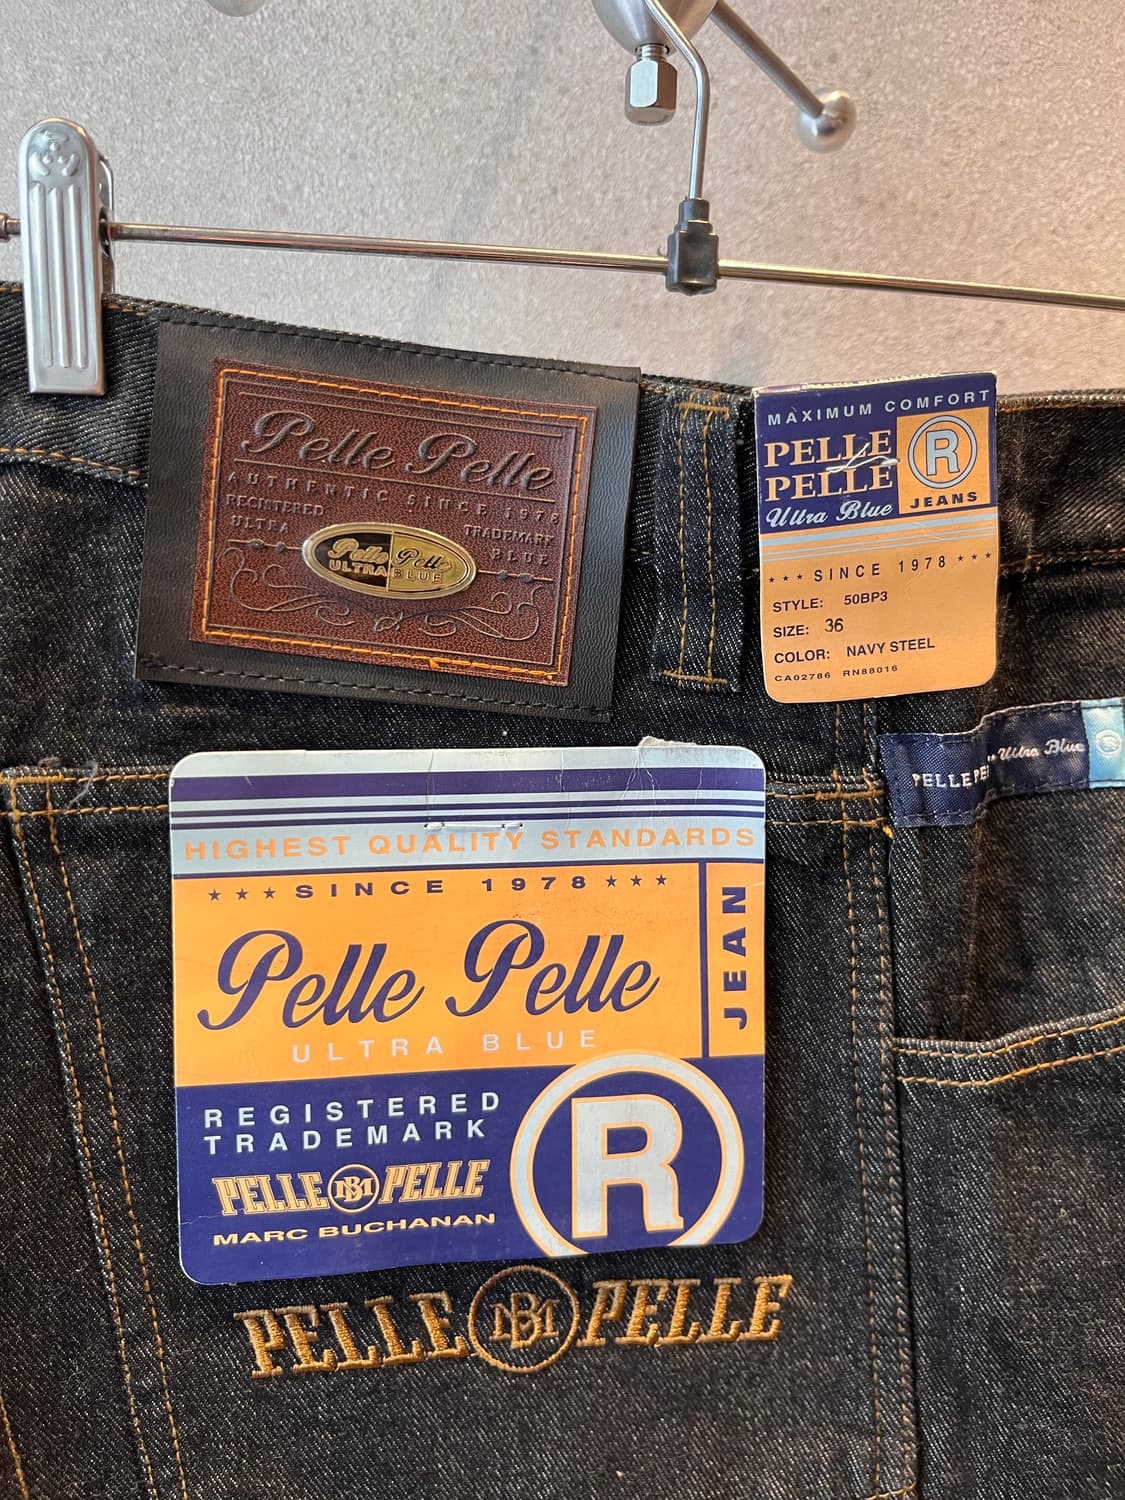 Pelle Pelle
AUTHENTIC SINCE 1978
REGISTERED TRADEMARK
ULTRA BLUE
Pelle Pelle
ULTRA BLUE
MAXIMUM COMFORT
PELLE
PELLE
Ultra Blue
R
JEANS
*** SINCE 1978 ***
STYLE: 50BP3
SIZE: 36
COLOR: NAVY STEEL
CA02786 RN88016
Ultra Blue
HIGHEST QUALITY STANDARDS
*** SINCE 1978 ***
Pelle Pelle
ULTRA BLUE
JEAN
REGISTERED
TRADEMARK
PELLE MB PELLE
MARC BUCHANAN
R
PELLE MB PELLE